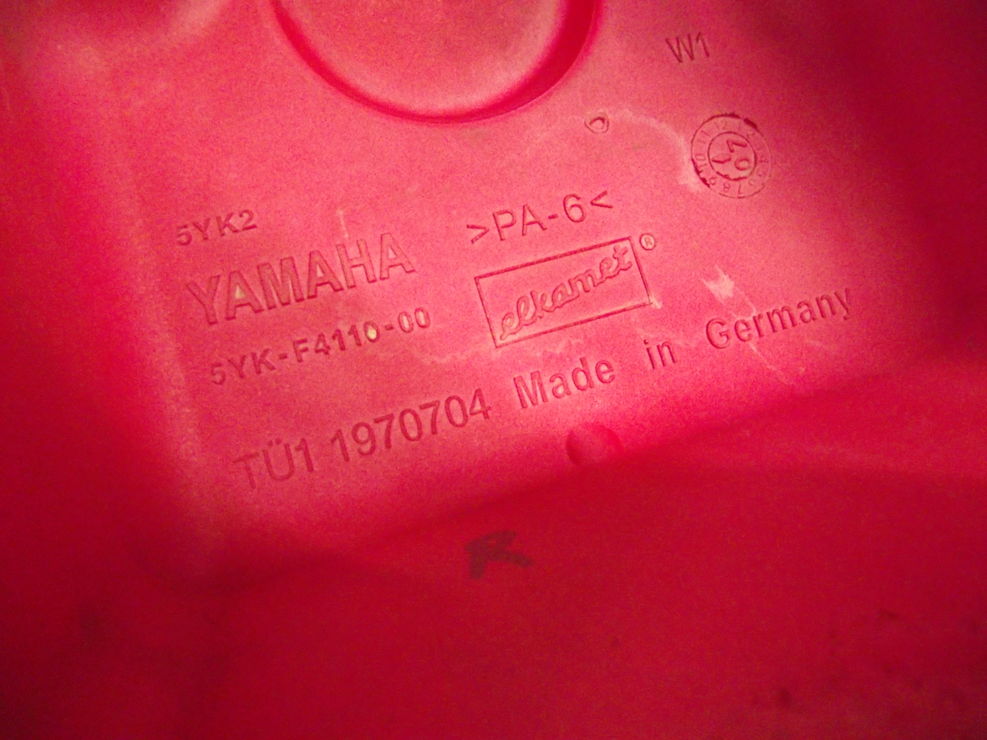 W1
5YK2
>PA-6<
YAMAHA
elkamet®
5YK-F4110-00
TÜ1 1970704 Made in Germany